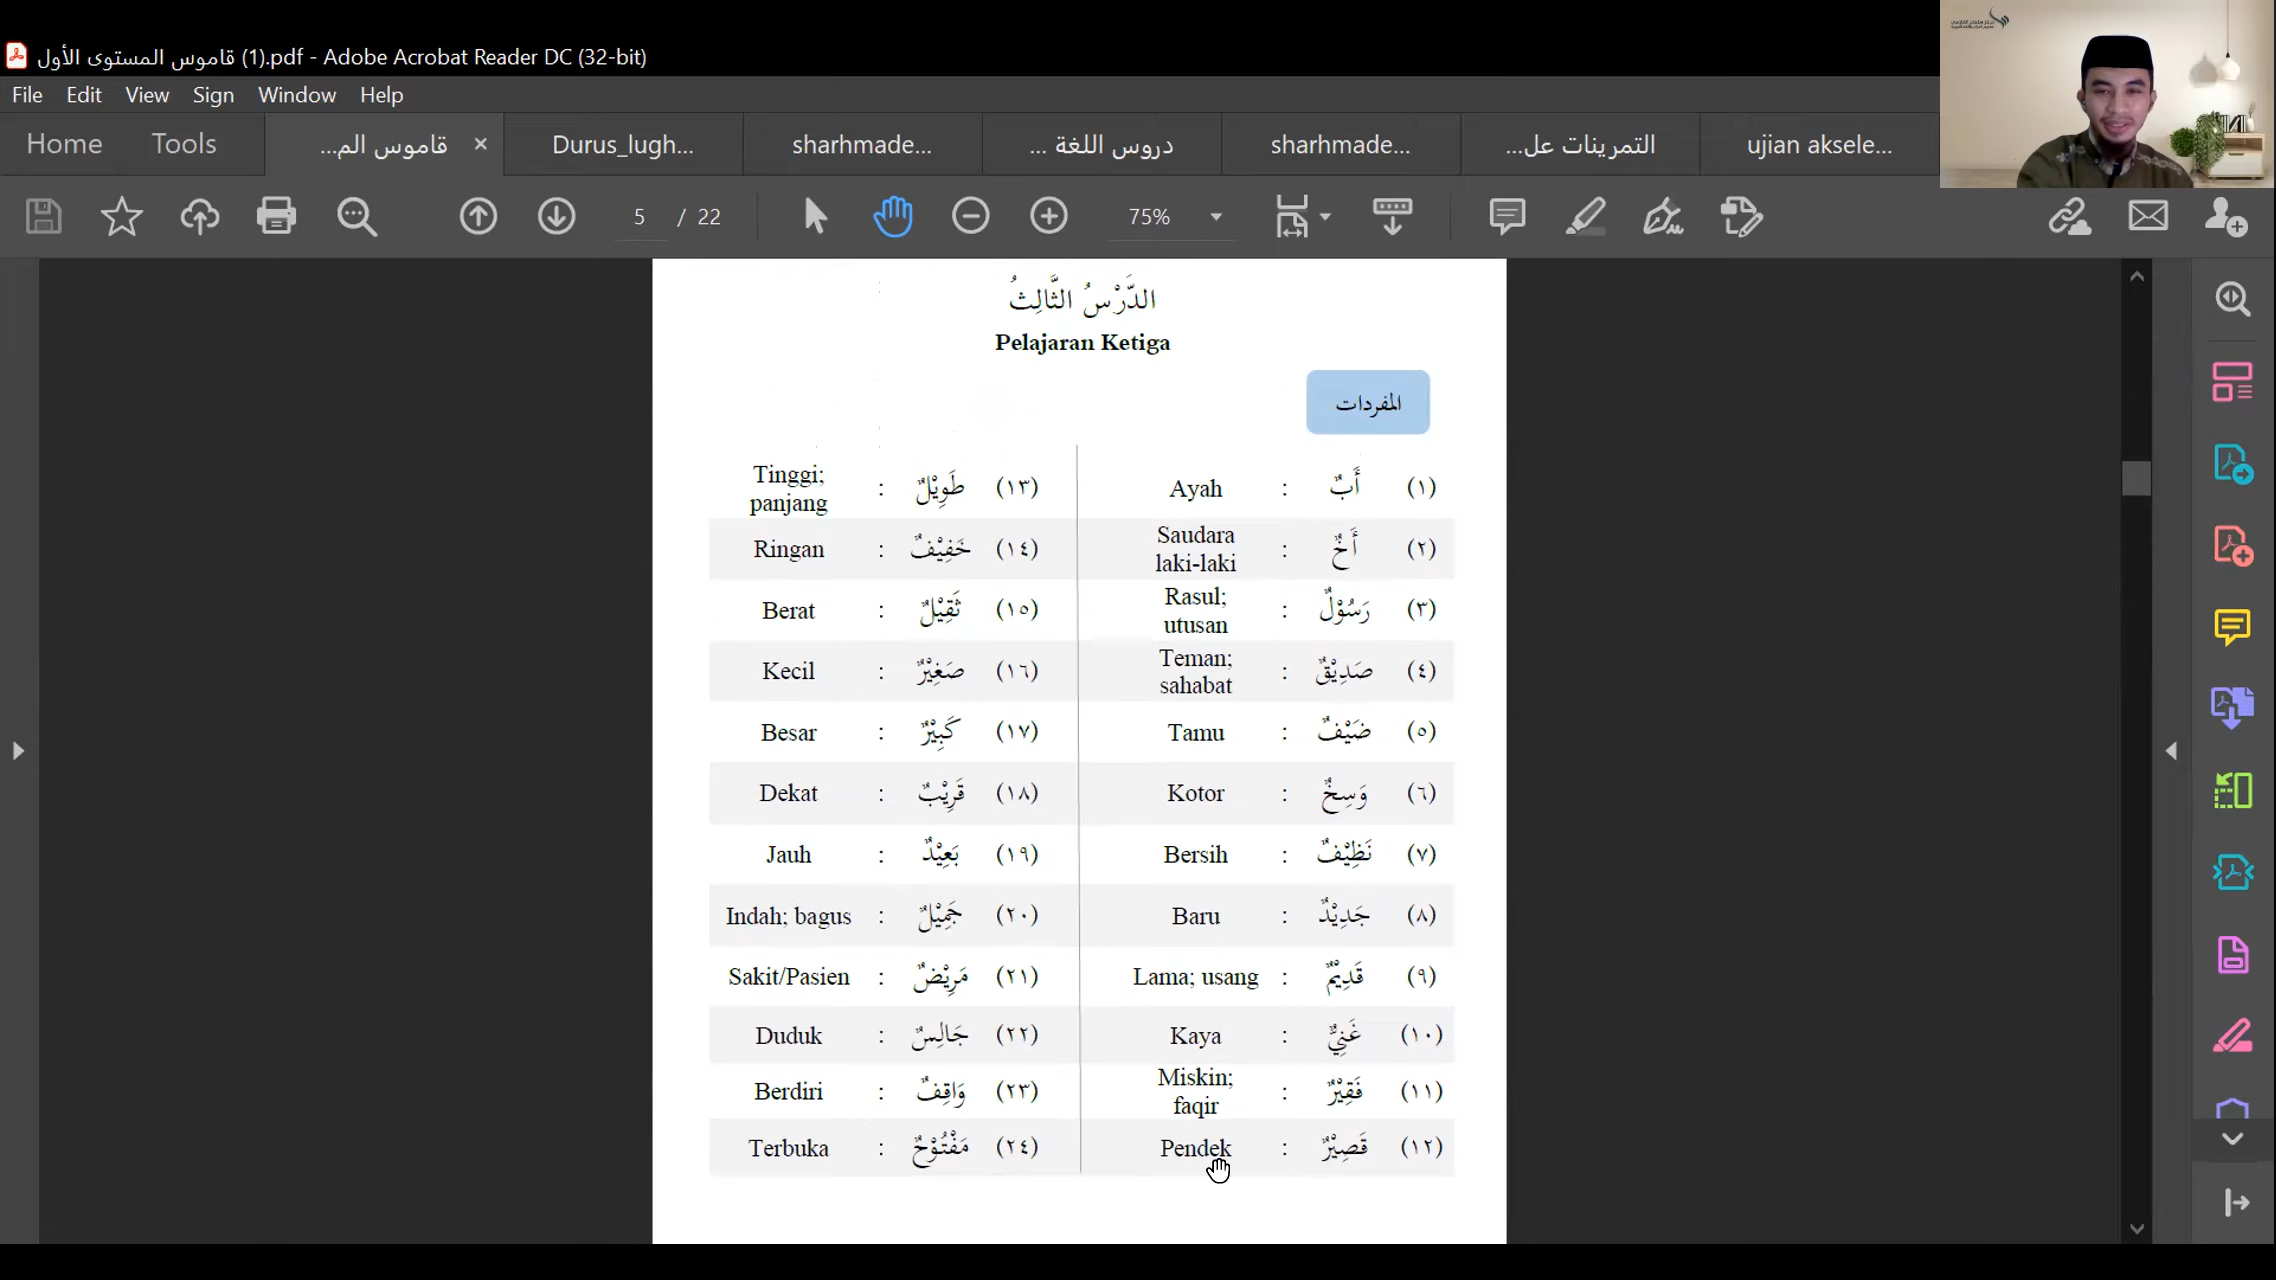 قاموس المستوى الأول (1).pdf - Adobe Acrobat Reader DC (32-bit)
File Edit View Sign Window Help
Home Tools قاموس الم... × Durus_lugh... sharhmade... دروس اللغة ... sharhmade... التمرينات عل... ujian aksele...
5 / 22 75%
الدَّرْسُ الثَّالِثُ
Pelajaran Ketiga
المفردات
(١) أَبٌ : Ayah
(٢) أَخٌ : Saudara
laki-laki
(٣) رَسُوْلٌ : Rasul;
utusan
(٤) صَدِيْقٌ : Teman;
sahabat
(٥) ضَيْفٌ : Tamu
(٦) وَسِخٌ : Kotor
(٧) نَظِيْفٌ : Bersih
(٨) جَدِيْدٌ : Baru
(٩) قَدِيْمٌ : Lama; usang
(١٠) غَنِيٌّ : Kaya
(١١) فَقِيْرٌ : Miskin;
faqir
(١٢) قَصِيْرٌ : Pendek
(١٣) طَوِيْلٌ : Tinggi;
panjang
(١٤) خَفِيْفٌ : Ringan
(١٥) ثَقِيْلٌ : Berat
(١٦) صَغِيْرٌ : Kecil
(١٧) كَبِيْرٌ : Besar
(١٨) قَرِيْبٌ : Dekat
(١٩) بَعِيْدٌ : Jauh
(٢٠) جَمِيْلٌ : Indah; bagus
(٢١) مَرِيْضٌ : Sakit/Pasien
(٢٢) جَالِسٌ : Duduk
(٢٣) وَاقِفٌ : Berdiri
(٢٤) مَفْتُوْحٌ : Terbuka